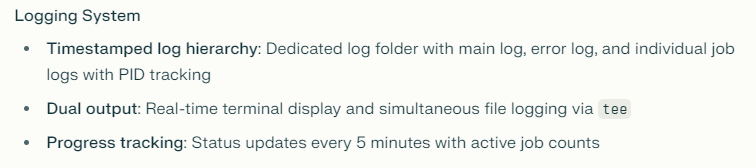 Logging System
• Timestamped log hierarchy: Dedicated log folder with main log, error log, and individual job
logs with PID tracking
• Dual output: Real-time terminal display and simultaneous file logging via tee
• Progress tracking: Status updates every 5 minutes with active job counts